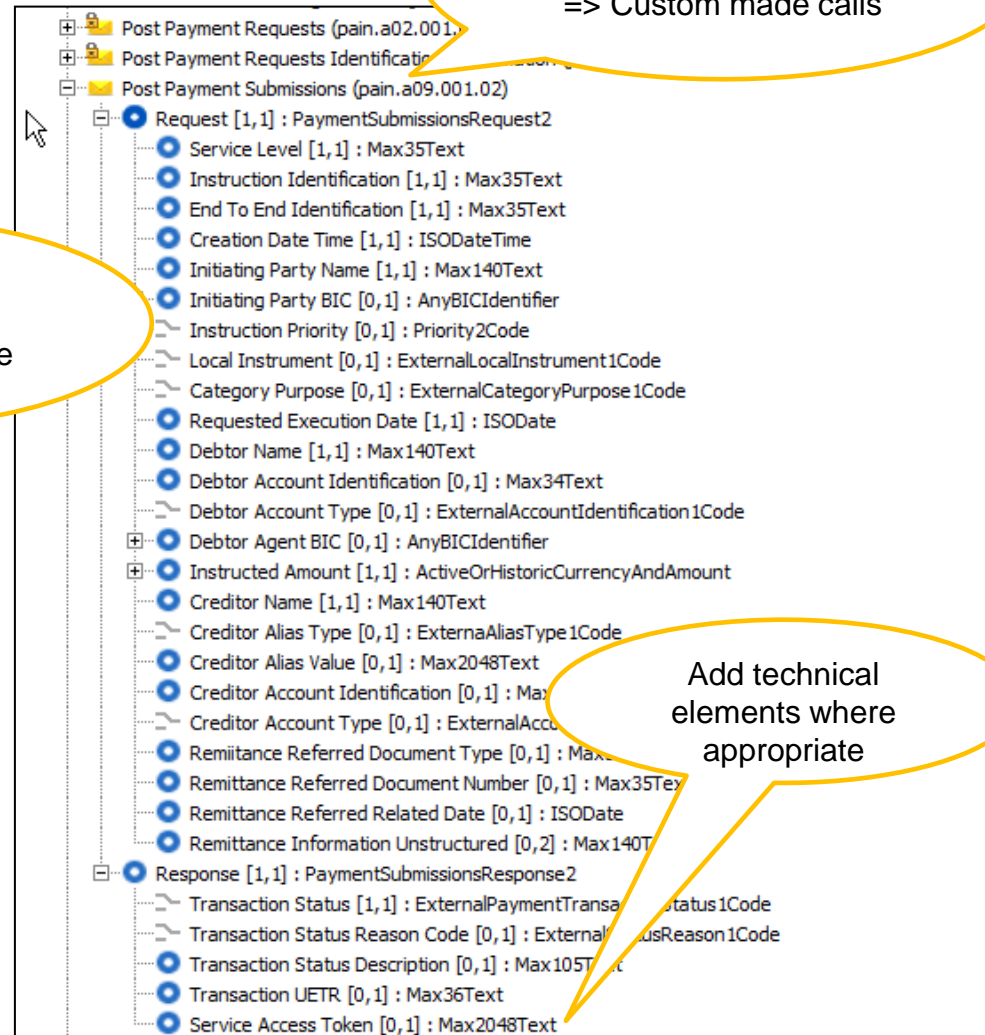 => Custom made calls
Post Payment Requests (pain.a02.001.
Post Payment Requests Identification
Post Payment Submissions (pain.a09.001.02)
Request [1,1] : PaymentSubmissionsRequest2
Service Level [1,1] : Max35Text
Instruction Identification [1,1] : Max35Text
End To End Identification [1,1] : Max35Text
Creation Date Time [1,1] : ISODateTime
Initiating Party Name [1,1] : Max140Text
Initiating Party BIC [0,1] : AnyBICIdentifier
Instruction Priority [0,1] : Priority2Code
e
Local Instrument [0,1] : ExternalLocalInstrument1Code
Category Purpose [0,1] : ExternalCategoryPurpose1Code
Requested Execution Date [1,1] : ISODate
Debtor Name [1,1] : Max140Text
Debtor Account Identification [0,1] : Max34Text
Debtor Account Type [0,1] : ExternalAccountIdentification1Code
Debtor Agent BIC [0,1] : AnyBICIdentifier
Instructed Amount [1,1] : ActiveOrHistoricCurrencyAndAmount
Creditor Name [1,1] : Max140Text
Creditor Alias Type [0,1] : ExternaAliasType1Code
Creditor Alias Value [0,1] : Max2048Text
Creditor Account Identification [0,1] : Max
Creditor Account Type [0,1] : ExternalAcco
Remiitance Referred Document Type [0,1] : Max
Remittance Referred Document Number [0,1] : Max35Tex
Remittance Referred Related Date [0,1] : ISODate
Remittance Information Unstructured [0,2] : Max140T
Add technical
elements where
appropriate
Response [1,1] : PaymentSubmissionsResponse2
Transaction Status [1,1] : ExternalPaymentTransa tatus1Code
Transaction Status Reason Code [0,1] : External usReason1Code
Transaction Status Description [0,1] : Max105T t
Transaction UETR [0,1] : Max36Text
Service Access Token [0,1] : Max2048Text